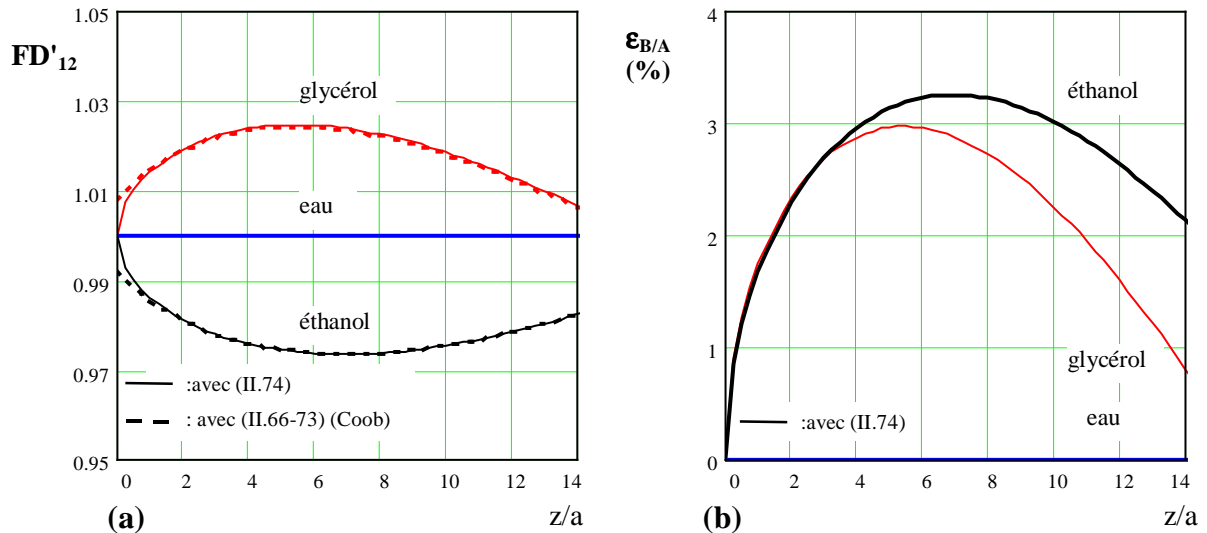 1.05
FD'12
glycérol
1.03
1.01
eau
0.99
éthanol
0.97
:avec (II.74)
: avec (II.66-73) (Coob)
0.95
0 2 4 6 8 10 12 14
(a)
z/a
4
εB/A
(%)
éthanol
3
2
glycérol
1
eau
:avec (II.74)
0
0 2 4 6 8 10 12 14
(b)
z/a